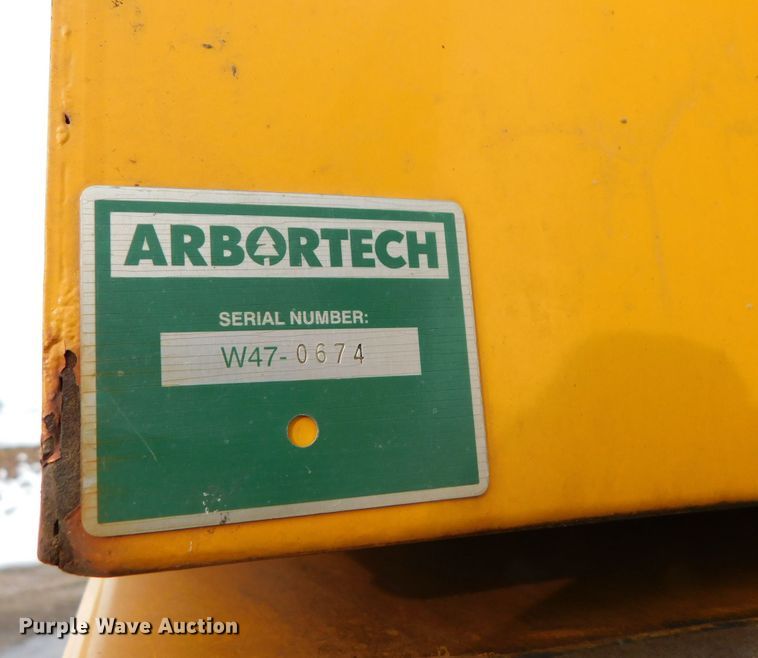 ARBORTECH
SERIAL NUMBER:
W47-0674
Purple Wave Auction